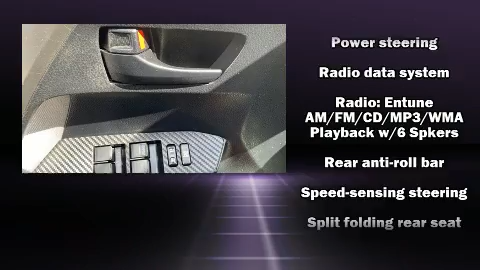 Power steering
Radio data system
Radio: Entune
AM/FM/CD/MP3/WMA
Playback w/6 Spkers
Rear anti-roll bar
Speed-sensing steering
Split folding rear seat